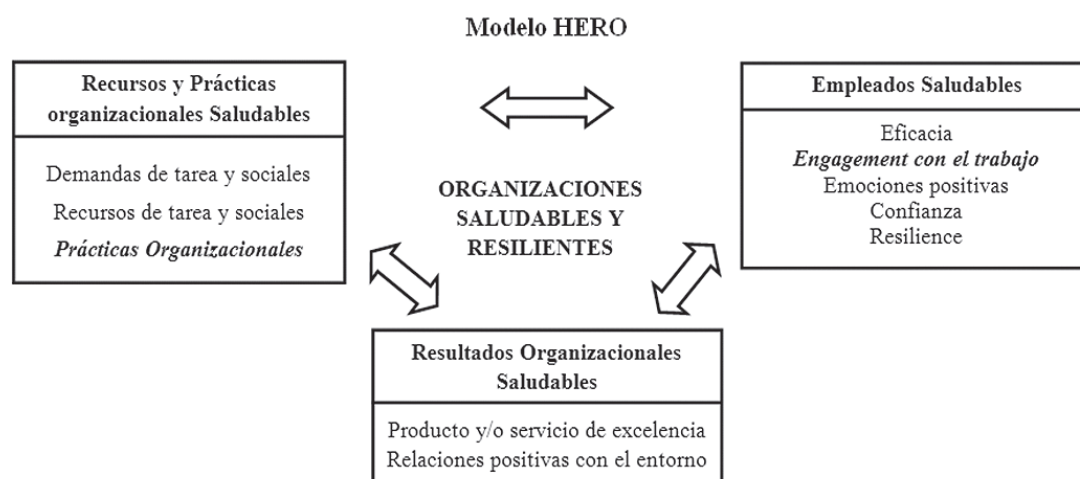 Modelo HERO
Recursos y Prácticas
organizacionales Saludables
Demandas de tarea y sociales
Recursos de tarea y sociales
Prácticas Organizacionales
ORGANIZACIONES
SALUDABLES Y
RESILIENTES
Empleados Saludables
Eficacia
Engagement con el trabajo
Emociones positivas
Confianza
Resilience
Resultados Organizacionales
Saludables
Producto y/o servicio de excelencia
Relaciones positivas con el entorno